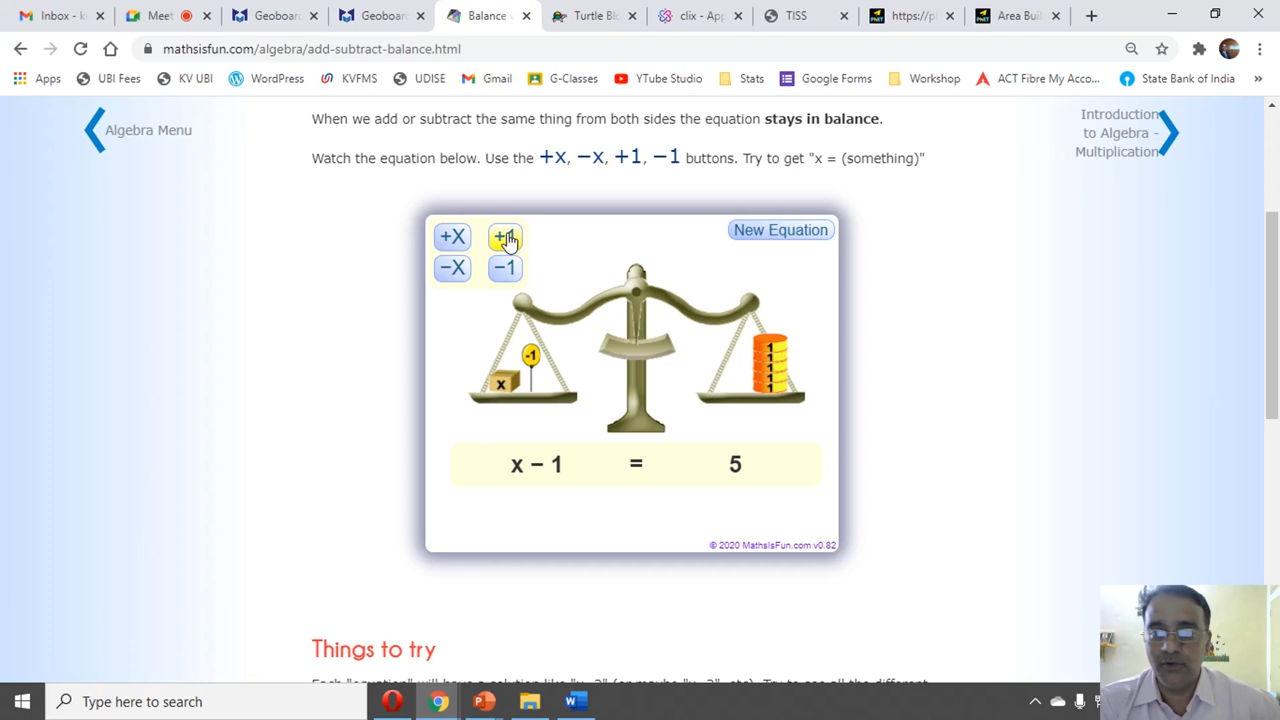 Inbox - k
Meet
Geoboard
Geoboard
Balance
Turtle Blo
clix - App
TISS
https://pl
Area Buil
mathsisfun.com/algebra/add-subtract-balance.html
Apps UBI Fees KV UBI WordPress KVFMS UDISE Gmail G-Classes YTube Studio Stats Google Forms Workshop ACT Fibre My Acco... State Bank of India »
Algebra Menu
Introduction
to Algebra -
Multiplication
When we add or subtract the same thing from both sides the equation stays in balance.
Watch the equation below. Use the +x, −x, +1, −1 buttons. Try to get "x = (something)"
+X +1
−X −1
New Equation
-1
x
1
1
1
1
1
x − 1 = 5
© 2020 MathsIsFun.com v0.82
Things to try
Type here to search